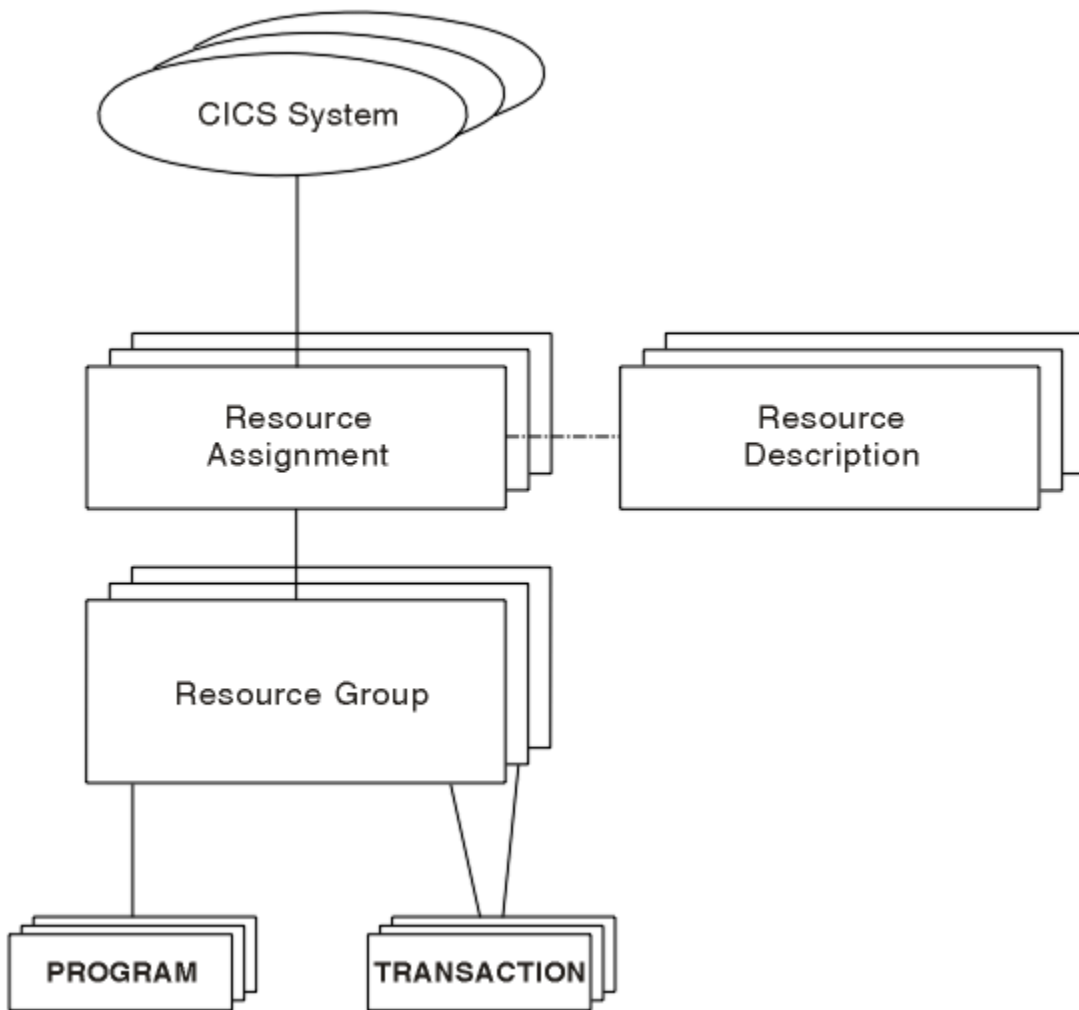 CICS System
Resource
Assignment
Resource
Description
Resource Group
PROGRAM
TRANSACTION